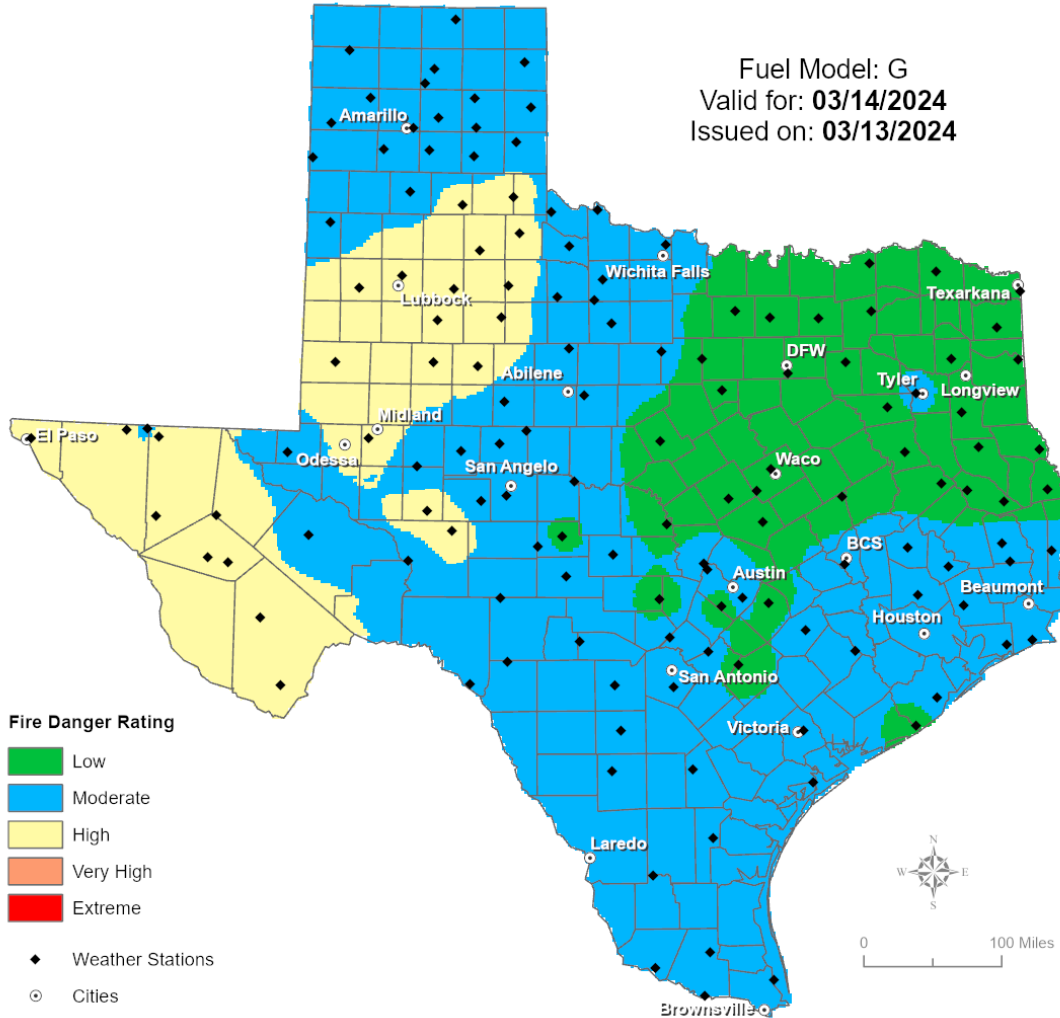 Fuel Model: G
Valid for: 03/14/2024
Issued on: 03/13/2024
Amarillo
Wichita Falls
Lubbock
Texarkana
DFW
Abilene
Tyler
Longview
Midland
El Paso
Odessa
San Angelo
Waco
BCS
Austin
Beaumont
Houston
San Antonio
Victoria
Laredo
Brownsville
Fire Danger Rating
Low
Moderate
High
Very High
Extreme
Weather Stations
Cities
N
W E
S
0 100 Miles